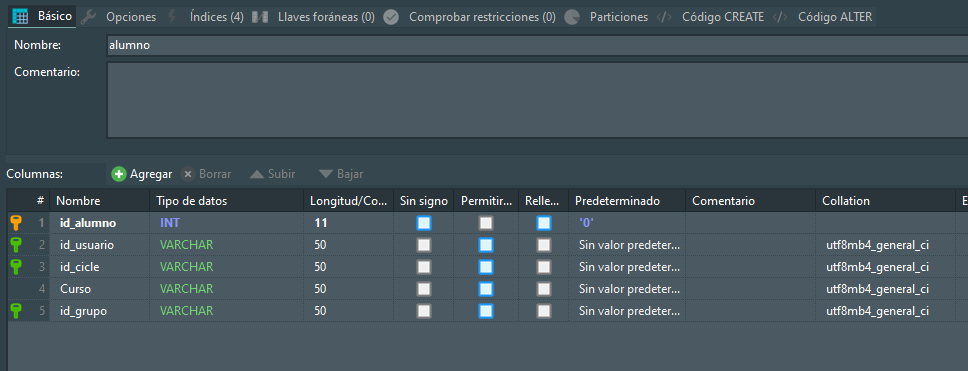 Básico Opciones Índices (4) Llaves foráneas (0) Comprobar restricciones (0) Particiones Código CREATE Código ALTER
Nombre: alumno
Comentario:
Columnas: Agregar Borrar Subir Bajar
# Nombre Tipo de datos Longitud/Co... Sin signo Permitir... Relle... Predeterminado Comentario Collation E
1 id_alumno INT 11 '0'
2 id_usuario VARCHAR 50 Sin valor predeter... utf8mb4_general_ci
3 id_cicle VARCHAR 50 Sin valor predeter... utf8mb4_general_ci
4 Curso VARCHAR 50 Sin valor predeter... utf8mb4_general_ci
5 id_grupo VARCHAR 50 Sin valor predeter... utf8mb4_general_ci